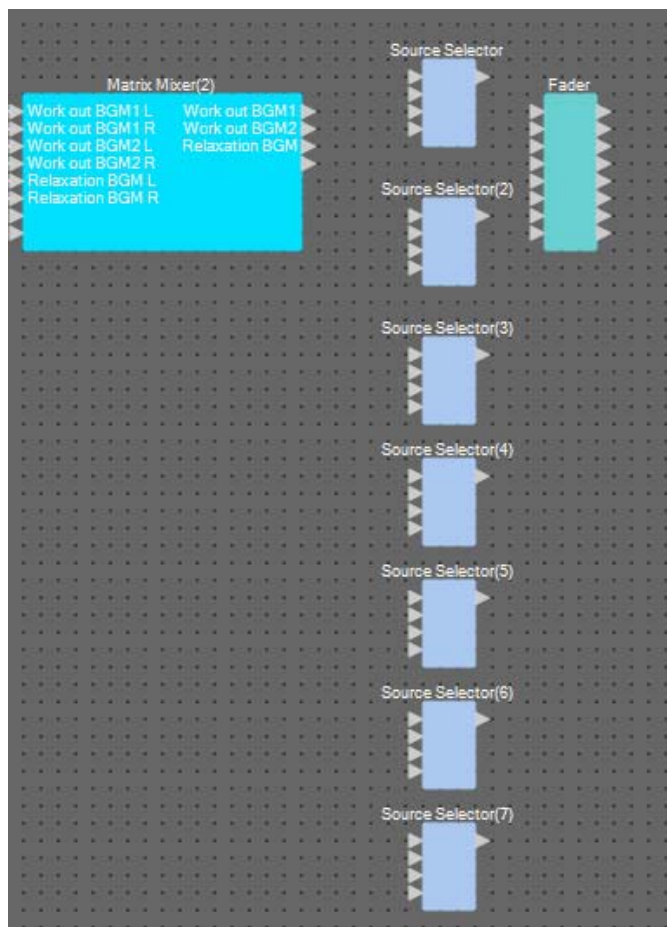 Source Selector
Matrix Mixer(2)
Fader
Work out BGM1 L Work out BGM1
Work out BGM1 R Work out BGM2
Work out BGM2 L Relaxation BGM
Work out BGM2 R
Relaxation BGM L
Relaxation BGM R
Source Selector(2)
Source Selector(3)
Source Selector(4)
Source Selector(5)
Source Selector(6)
Source Selector(7)